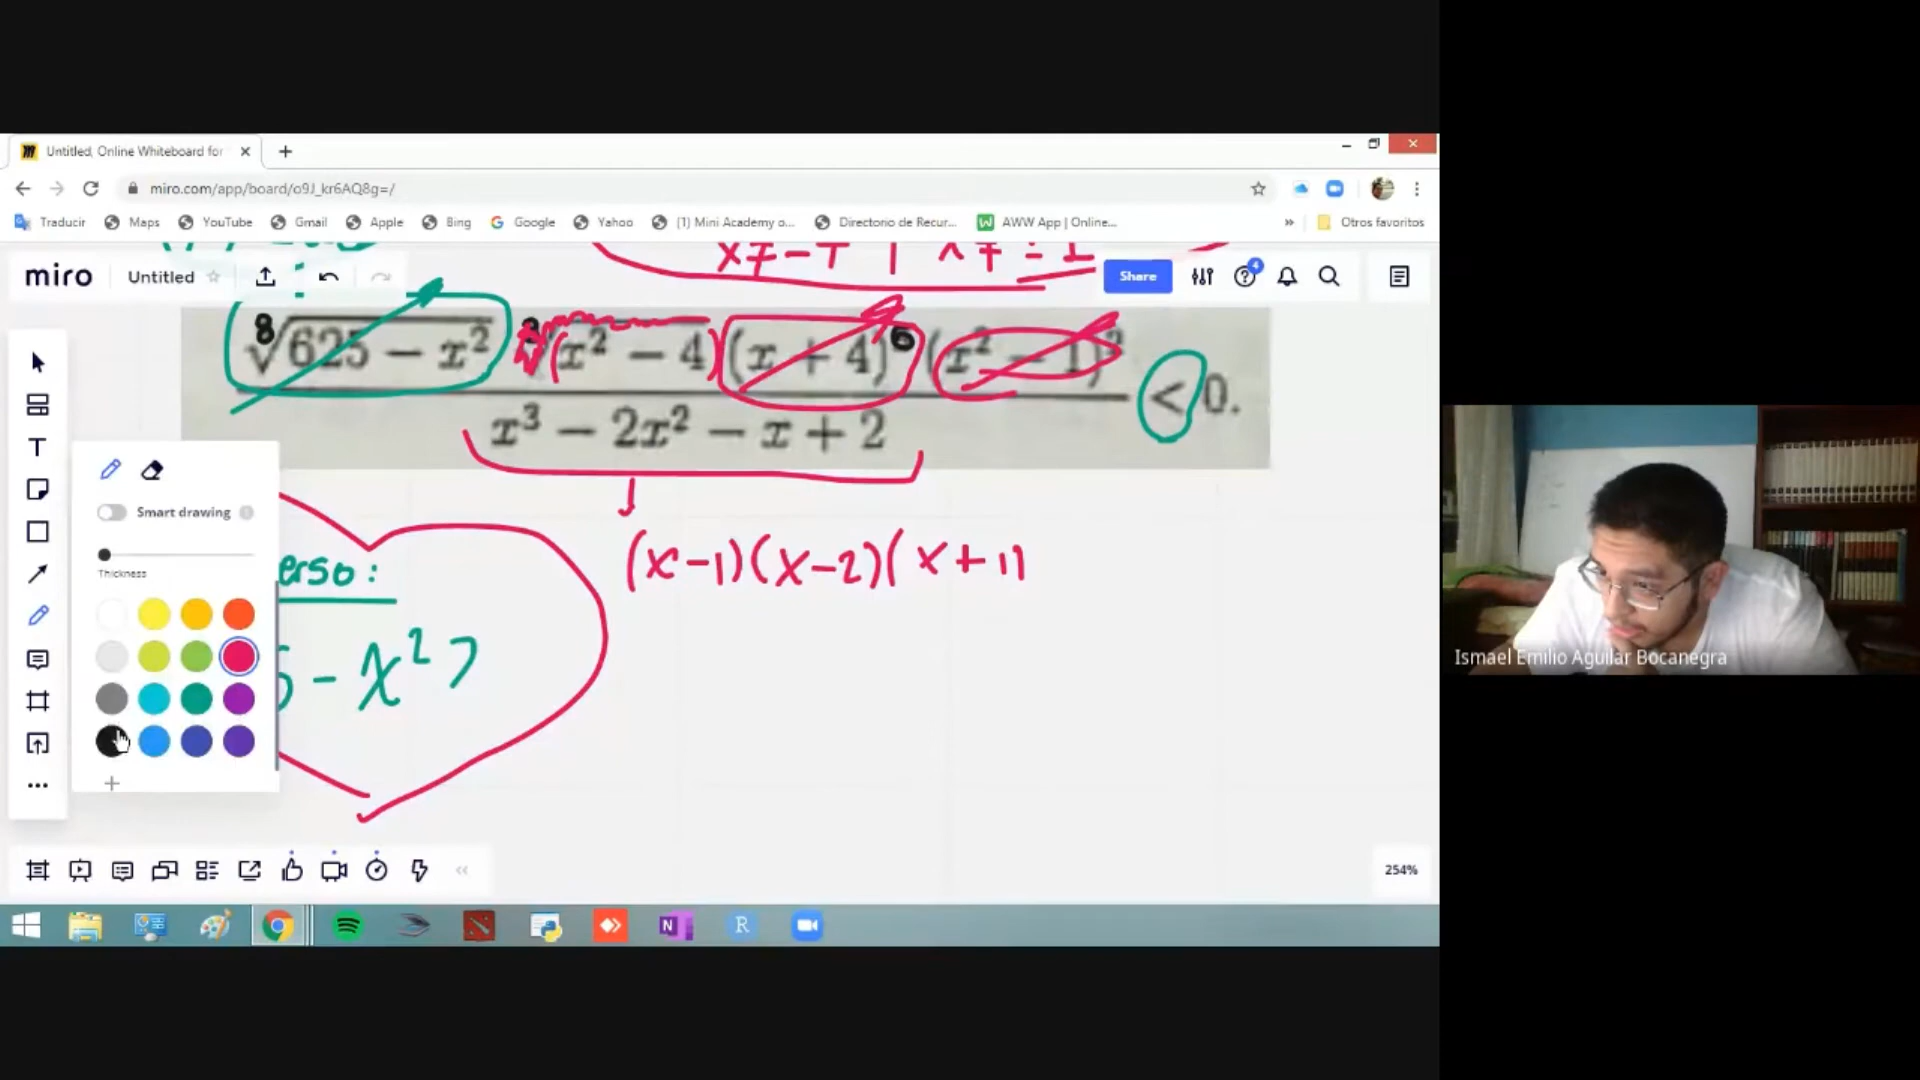 Untitled, Online Whiteboard for
miro.com/app/board/o9J_kr6AQ8g=/
Traducir Maps YouTube Gmail Apple Bing Google Yahoo (1) Mini Academy o... Directorio de Recur... AWW App | Online... » Otros favoritos
miro Untitled Share 4
⁸√625 − x² √(x² − 4)(x + 4)⁶(x² − 1)² < 0.
x³ − 2x² − x + 2
Smart drawing
(x-1)(x-2)(x+1)
erso:
Thickness
- x² >
Ismael Emilio Aguilar Bocanegra
254%